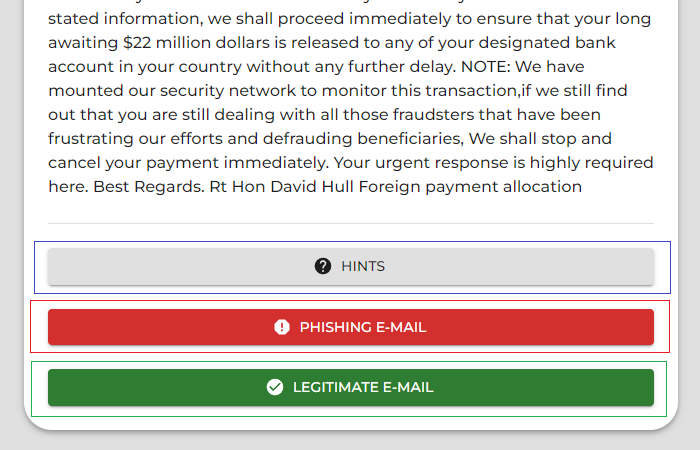 stated information, we shall proceed immediately to ensure that your long
awaiting $22 million dollars is released to any of your designated bank
account in your country without any further delay. NOTE: We have
mounted our security network to monitor this transaction,if we still find
out that you are still dealing with all those fraudsters that have been
frustrating our efforts and defrauding beneficiaries, We shall stop and
cancel your payment immediately. Your urgent response is highly required
here. Best Regards. Rt Hon David Hull Foreign payment allocation
HINTS
PHISHING E-MAIL
LEGITIMATE E-MAIL